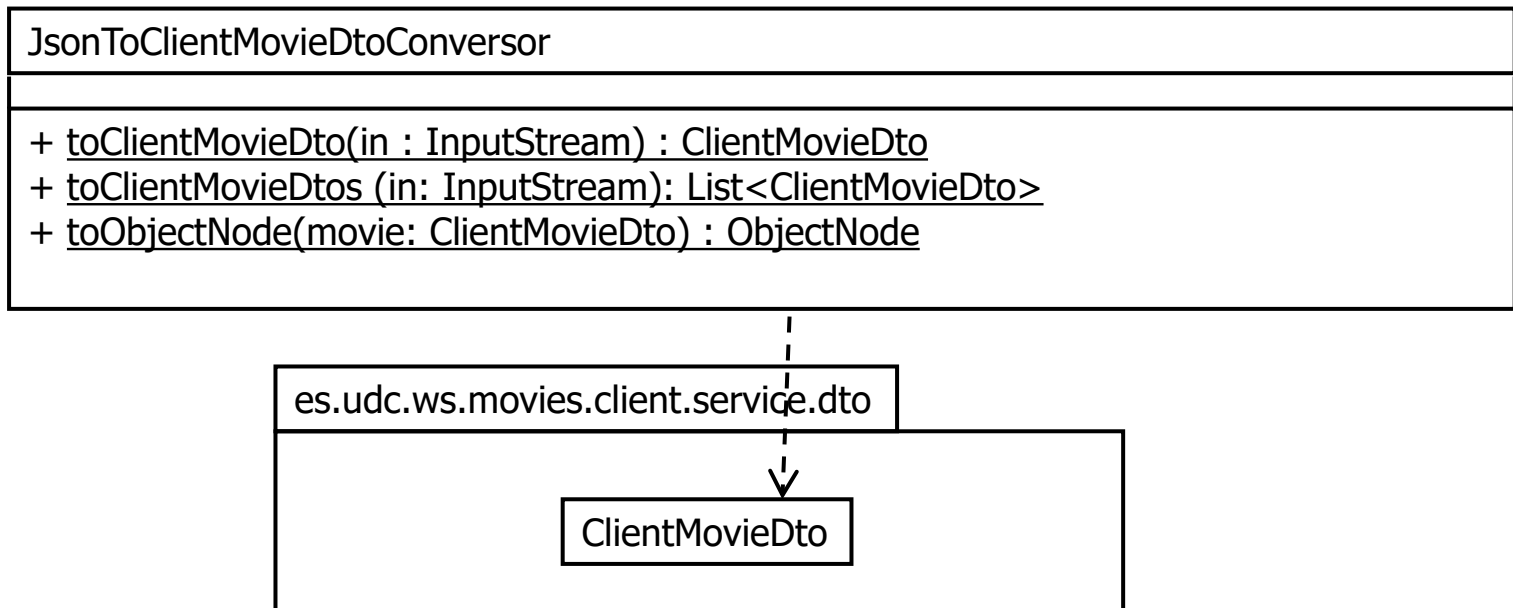 JsonToClientMovieDtoConversor
+ toClientMovieDto(in : InputStream) : ClientMovieDto
+ toClientMovieDtos (in: InputStream): List<ClientMovieDto>
+ toObjectNode(movie: ClientMovieDto) : ObjectNode
es.udc.ws.movies.client.service.dto
ClientMovieDto